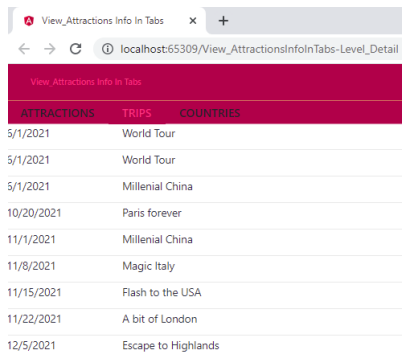 View_Attractions Info In Tabs
localhost:65309/View_AttractionsInfoInTabs-Level_Detail
View_Attractions Info In Tabs
ATTRACTIONS TRIPS COUNTRIES
6/1/2021 World Tour
6/1/2021 World Tour
6/1/2021 Millenial China
10/20/2021 Paris forever
11/1/2021 Millenial China
11/8/2021 Magic Italy
11/15/2021 Flash to the USA
11/22/2021 A bit of London
12/5/2021 Escape to Highlands